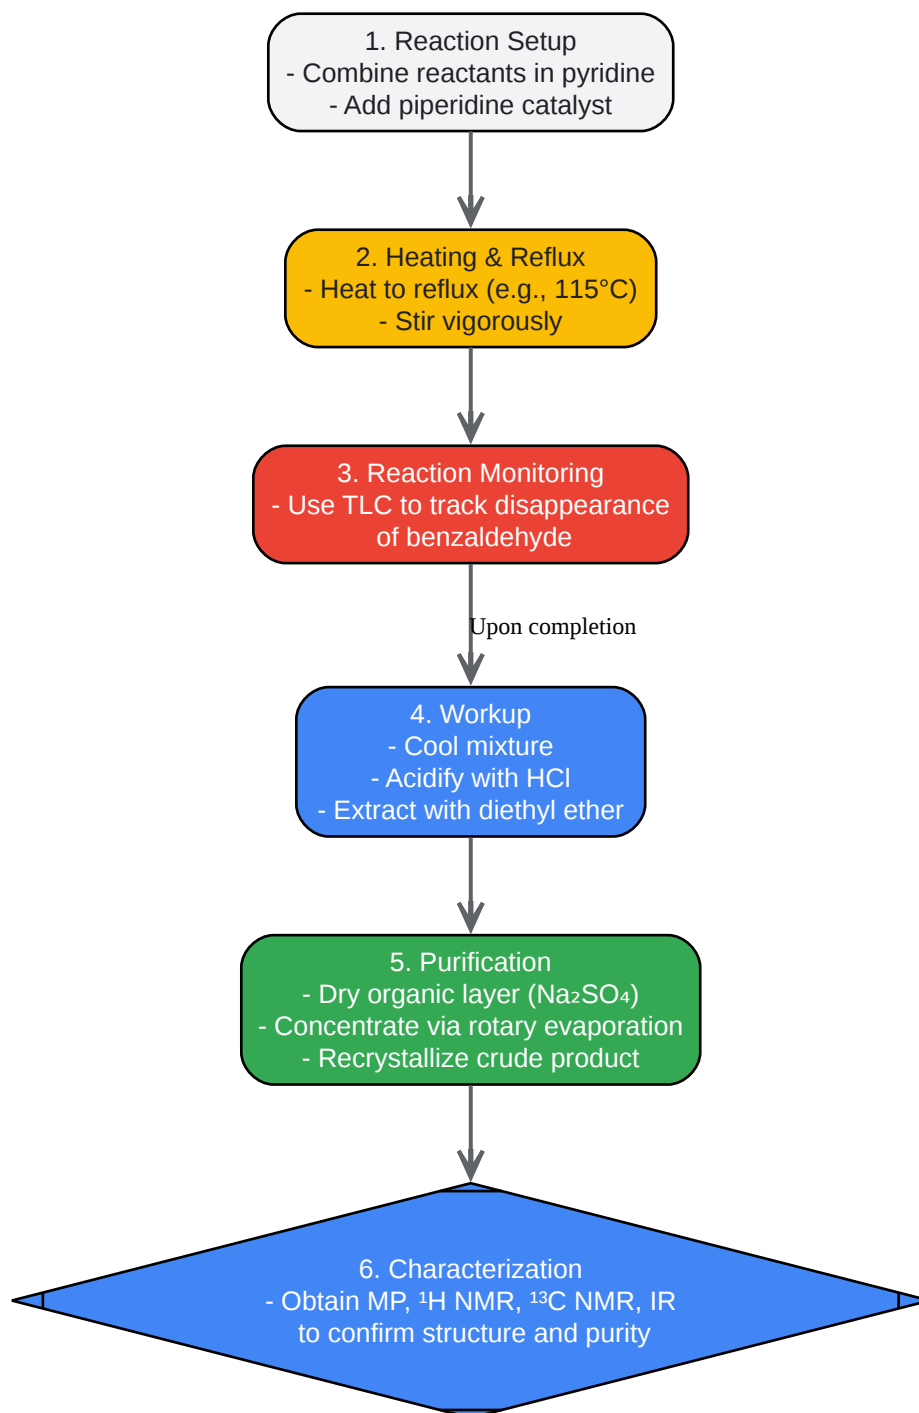 1. Reaction Setup
- Combine reactants in pyridine
- Add piperidine catalyst
2. Heating & Reflux
- Heat to reflux (e.g., 115°C)
- Stir vigorously
3. Reaction Monitoring
- Use TLC to track disappearance
of benzaldehyde
Upon completion
4. Workup
- Cool mixture
- Acidify with HCl
- Extract with diethyl ether
5. Purification
- Dry organic layer (Na₂SO₄)
- Concentrate via rotary evaporation
- Recrystallize crude product
6. Characterization
- Obtain MP, ¹H NMR, ¹³C NMR, IR
to confirm structure and purity